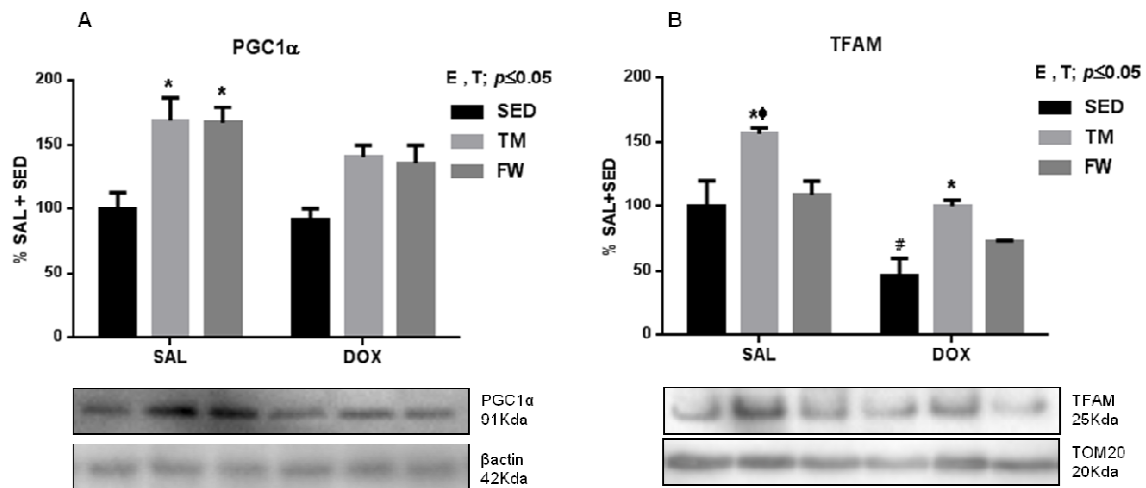 A
PGC1α
E , T; p≤0.05
SED
TM
FW
% SAL + SED
200
150
100
50
0
*
*
SAL
DOX
PGC1α
91Kda
βactin
42Kda
B
TFAM
E , T; p≤0.05
SED
TM
FW
% SAL+SED
200
150
100
50
0
*ϕ
#
*
SAL
DOX
TFAM
25Kda
TOM20
20Kda